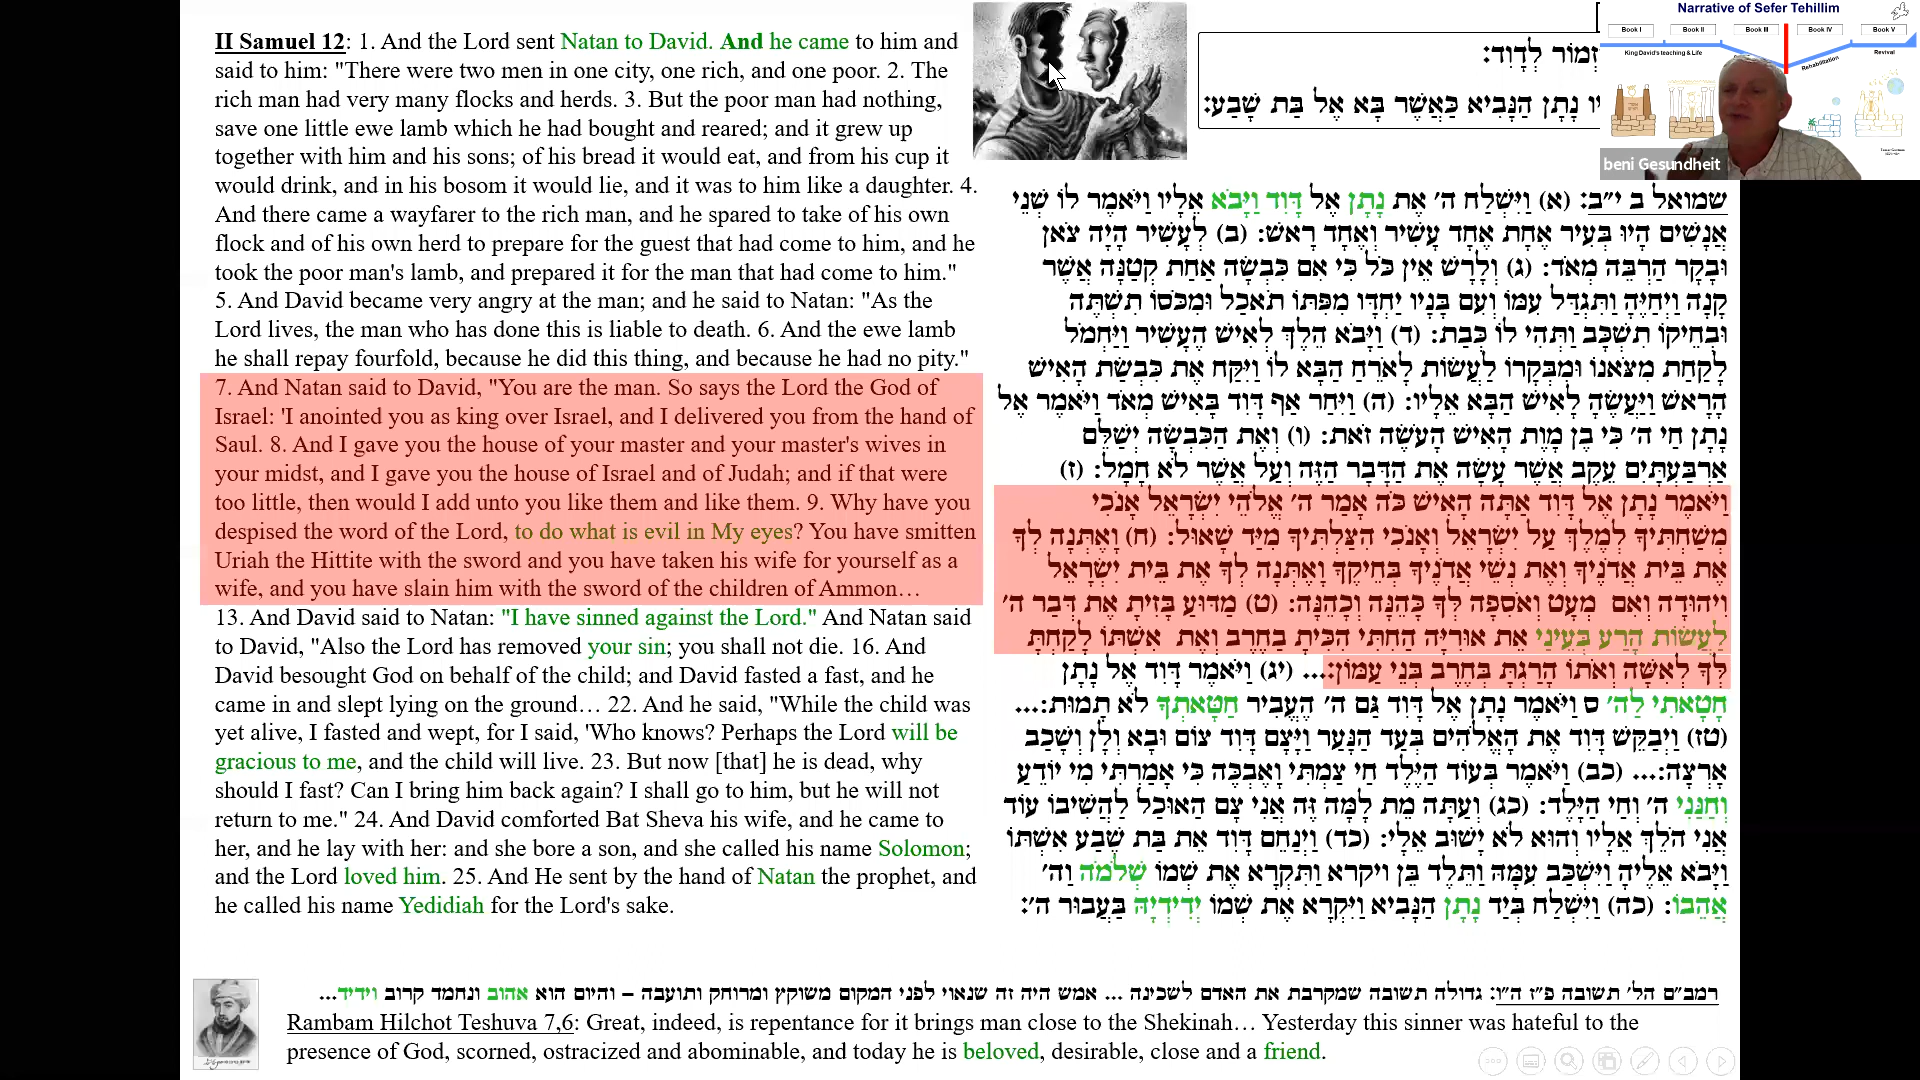 II Samuel 12: 1. And the Lord sent Natan to David. And he came to him and
said to him: "There were two men in one city, one rich, and one poor. 2. The
rich man had very many flocks and herds. 3. But the poor man had nothing,
save one little ewe lamb which he had bought and reared; and it grew up
together with him and his sons; of his bread it would eat, and from his cup it
would drink, and in his bosom it would lie, and it was to him like a daughter. 4.
And there came a wayfarer to the rich man, and he spared to take of his own
flock and of his own herd to prepare for the guest that had come to him, and he
took the poor man's lamb, and prepared it for the man that had come to him."
5. And David became very angry at the man; and he said to Natan: "As the
Lord lives, the man who has done this is liable to death. 6. And the ewe lamb
he shall repay fourfold, because he did this thing, and because he had no pity."
7. And Natan said to David, "You are the man. So says the Lord the God of
Israel: 'I anointed you as king over Israel, and I delivered you from the hand of
Saul. 8. And I gave you the house of your master and your master's wives in
your midst, and I gave you the house of Israel and of Judah; and if that were
too little, then would I add unto you like them and like them. 9. Why have you
despised the word of the Lord, to do what is evil in My eyes? You have smitten
Uriah the Hittite with the sword and you have taken his wife for yourself as a
wife, and you have slain him with the sword of the children of Ammon…
13. And David said to Natan: "I have sinned against the Lord." And Natan said
to David, "Also the Lord has removed your sin; you shall not die. 16. And
David besought God on behalf of the child; and David fasted a fast, and he
came in and slept lying on the ground… 22. And he said, "While the child was
yet alive, I fasted and wept, for I said, 'Who knows? Perhaps the Lord will be
gracious to me, and the child will live. 23. But now [that] he is dead, why
should I fast? Can I bring him back again? I shall go to him, but he will not
return to me." 24. And David comforted Bat Sheva his wife, and he came to
her, and he lay with her: and she bore a son, and she called his name Solomon;
and the Lord loved him. 25. And He sent by the hand of Natan the prophet, and
he called his name Yedidiah for the Lord's sake.
לְדָוִד:
נָתָן הַנָּבִיא כַּאֲשֶׁר בָּא אֶל בַּת שָׁבַע:
Narrative of Sefer Tehillim
Book I Book II Book III Book IV Book V
King David's teaching & Life
Rehabilitation
Revival
beni Gesundheit
שמואל ב י״ב: (א) וַיִּשְׁלַח ה׳ אֶת נָתָן אֶל דָּוִד וַיָּבֹא אֵלָיו וַיֹּאמֶר לוֹ שְׁנֵי
אֲנָשִׁים הָיוּ בְּעִיר אֶחָת אֶחָד עָשִׁיר וְאֶחָד רָאשׁ: (ב) לְעָשִׁיר הָיָה צֹאן
וּבָקָר הַרְבֵּה מְאֹד: (ג) וְלָרָשׁ אֵין כֹּל כִּי אִם כִּבְשָׂה אַחַת קְטַנָּה אֲשֶׁר
קָנָה וַיְחַיֶּהָ וַתִּגְדַּל עִמּוֹ וְעִם בָּנָיו יַחְדָּו מִפִּתּוֹ תֹאכַל וּמִכֹּסוֹ תִשְׁתֶּה
וּבְחֵיקוֹ תִשְׁכָּב וַתְּהִי לוֹ כְּבַת: (ד) וַיָּבֹא הֵלֶךְ לְאִישׁ הֶעָשִׁיר וַיַּחְמֹל
לָקַחַת מִצֹּאנוֹ וּמִבְּקָרוֹ לַעֲשׂוֹת לָאֹרֵחַ הַבָּא לוֹ וַיִּקַּח אֶת כִּבְשַׂת הָאִישׁ
הָרָאשׁ וַיַּעֲשֶׂהָ לָאִישׁ הַבָּא אֵלָיו: (ה) וַיִּחַר אַף דָּוִד בָּאִישׁ מְאֹד וַיֹּאמֶר אֶל
נָתָן חַי ה׳ כִּי בֶן מָוֶת הָאִישׁ הָעֹשֶׂה זֹאת: (ו) וְאֶת הַכִּבְשָׂה יְשַׁלֵּם
אַרְבַּעְתָּיִם עֵקֶב אֲשֶׁר עָשָׂה אֶת הַדָּבָר הַזֶּה וְעַל אֲשֶׁר לֹא חָמָל: (ז)
וַיֹּאמֶר נָתָן אֶל דָּוִד אַתָּה הָאִישׁ כֹּה אָמַר ה׳ אֱלֹהֵי יִשְׂרָאֵל אָנֹכִי
מְשַׁחְתִּיךָ לְמֶלֶךְ עַל יִשְׂרָאֵל וְאָנֹכִי הִצַּלְתִּיךָ מִיַּד שָׁאוּל: (ח) וָאֶתְּנָה לְךָ
אֶת בֵּית אֲדֹנֶיךָ וְאֶת נְשֵׁי אֲדֹנֶיךָ בְּחֵיקֶךָ וָאֶתְּנָה לְךָ אֶת בֵּית יִשְׂרָאֵל
וִיהוּדָה וְאִם מְעָט וְאֹסִפָה לְּךָ כָּהֵנָּה וְכָהֵנָּה: (ט) מַדּוּעַ בָּזִיתָ אֶת דְּבַר ה׳
לַעֲשׂוֹת הָרַע בְּעֵינַי אֵת אוּרִיָּה הַחִתִּי הִכִּיתָ בַחֶרֶב וְאֶת אִשְׁתּוֹ לָקַחְתָּ
לְּךָ לְאִשָּׁה וְאֹתוֹ הָרַגְתָּ בְּחֶרֶב בְּנֵי עַמּוֹן:... (יג) וַיֹּאמֶר דָּוִד אֶל נָתָן
חָטָאתִי לַה׳ ס וַיֹּאמֶר נָתָן אֶל דָּוִד גַּם ה׳ הֶעֱבִיר חַטָּאתְךָ לֹא תָמוּת:...
(טז) וַיְבַקֵּשׁ דָּוִד אֶת הָאֱלֹהִים בְּעַד הַנָּעַר וַיָּצָם דָּוִד צוֹם וּבָא וְלָן וְשָׁכַב
אָרְצָה:... (כב) וַיֹּאמֶר בְּעוֹד הַיֶּלֶד חַי צַמְתִּי וָאֶבְכֶּה כִּי אָמַרְתִּי מִי יוֹדֵעַ
וְחַנַּנִי ה׳ וְחַי הַיָּלֶד: (כג) וְעַתָּה מֵת לָמָּה זֶּה אֲנִי צָם הַאוּכַל לַהֲשִׁיבוֹ עוֹד
אֲנִי הֹלֵךְ אֵלָיו וְהוּא לֹא יָשׁוּב אֵלָי: (כד) וַיְנַחֵם דָּוִד אֵת בַּת שֶׁבַע אִשְׁתּוֹ
וַיָּבֹא אֵלֶיהָ וַיִּשְׁכַּב עִמָּהּ וַתֵּלֶד בֵּן ויקרא וַתִּקְרָא אֶת שְׁמוֹ שְׁלֹמֹה וַה׳
אֲהֵבוֹ: (כה) וַיִּשְׁלַח בְּיַד נָתָן הַנָּבִיא וַיִּקְרָא אֶת שְׁמוֹ יְדִידְיָהּ בַּעֲבוּר ה׳:
רמב״ם הל׳ תשובה פ״ז ה״ו: גדולה תשובה שמקרבת את האדם לשכינה ... אמש היה זה שנאוי לפני המקום משוקץ ומרוחק ותועבה – והיום הוא אהוב ונחמד קרוב וידיד...
Rambam Hilchot Teshuva 7,6: Great, indeed, is repentance for it brings man close to the Shekinah… Yesterday this sinner was hateful to the
presence of God, scorned, ostracized and abominable, and today he is beloved, desirable, close and a friend.